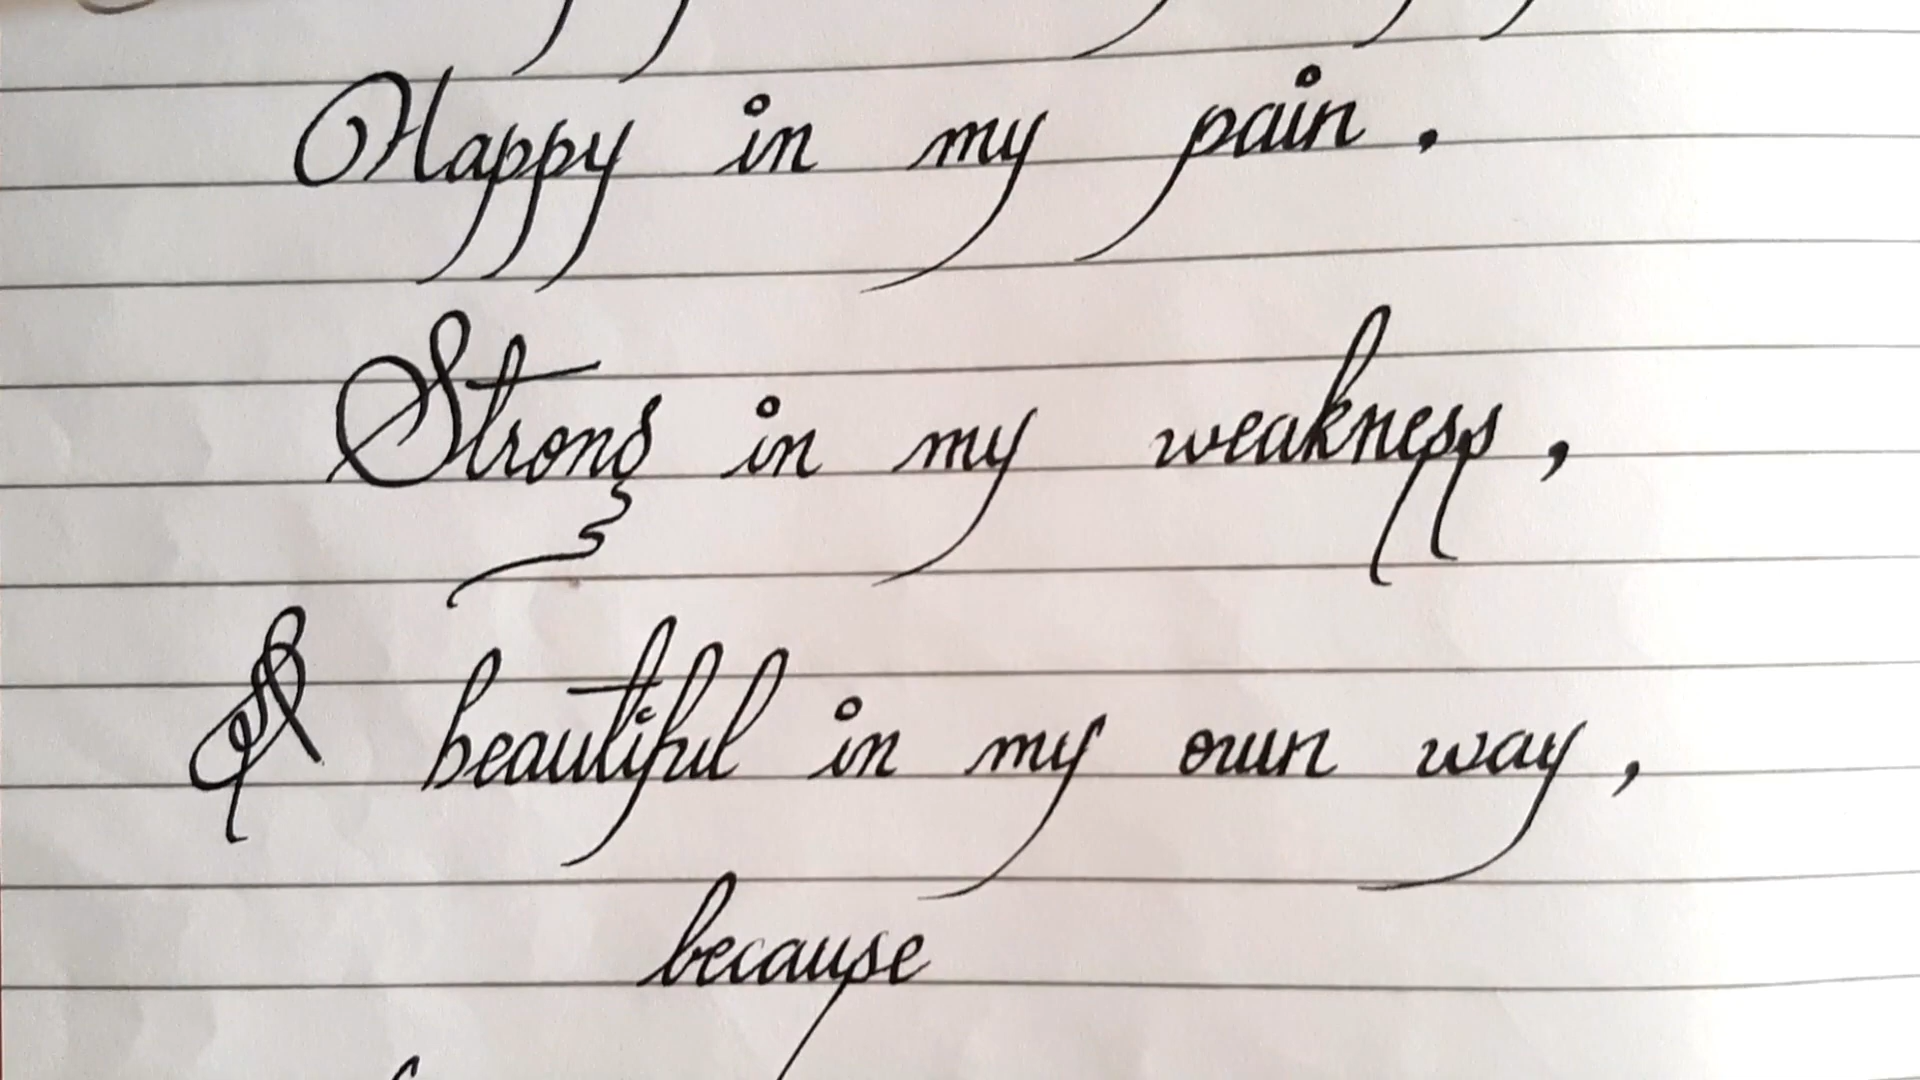 Happy in my pain.
Strong in my weakness,
& beautiful in my own way,
because